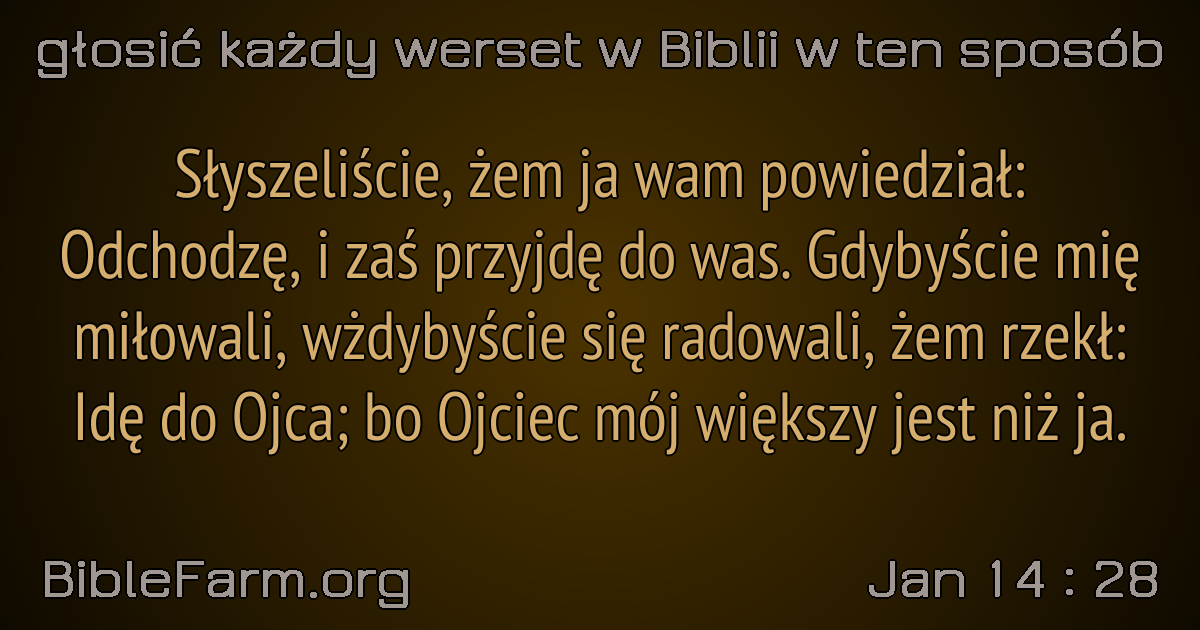 głosić każdy werset w Biblii w ten sposób
Słyszeliście, żem ja wam powiedział:
Odchodzę, i zaś przyjdę do was. Gdybyście mię
miłowali, wżdybyście się radowali, żem rzekł:
Idę do Ojca; bo Ojciec mój większy jest niż ja.
BibleFarm.org
Jan 14 : 28